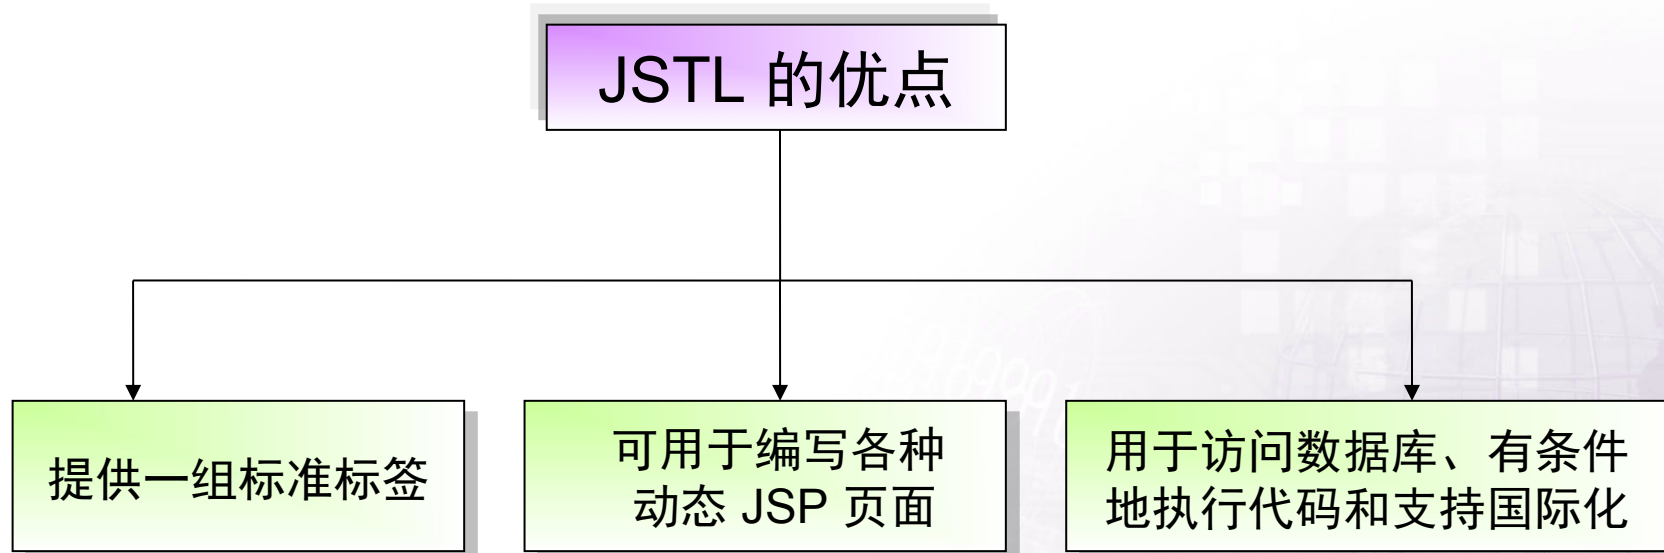 JSTL 的优点
提供一组标准标签
可用于编写各种
动态 JSP 页面
用于访问数据库、有条件
地执行代码和支持国际化